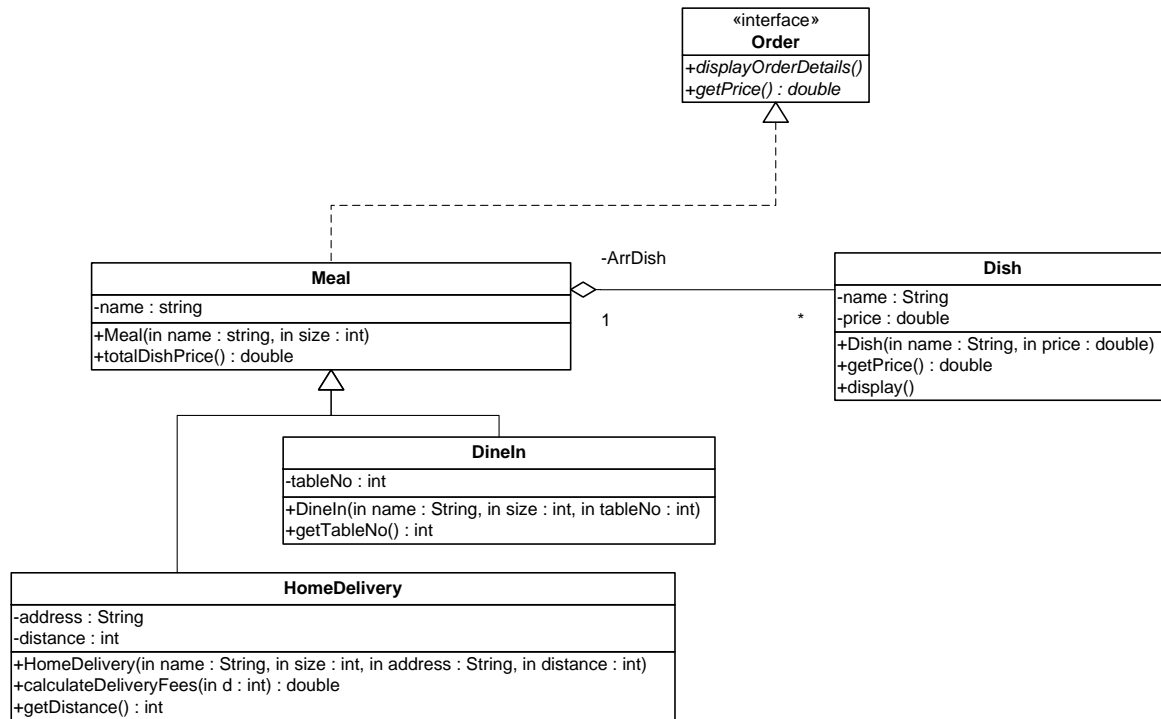 «interface»
Order
+displayOrderDetails()
+getPrice() : double
-ArrDish
1
*
Meal
-name : string
+Meal(in name : string, in size : int)
+totalDishPrice() : double
Dish
-name : String
-price : double
+Dish(in name : String, in price : double)
+getPrice() : double
+display()
DineIn
-tableNo : int
+DineIn(in name : String, in size : int, in tableNo : int)
+getTableNo() : int
HomeDelivery
-address : String
-distance : int
+HomeDelivery(in name : String, in size : int, in address : String, in distance : int)
+calculateDeliveryFees(in d : int) : double
+getDistance() : int